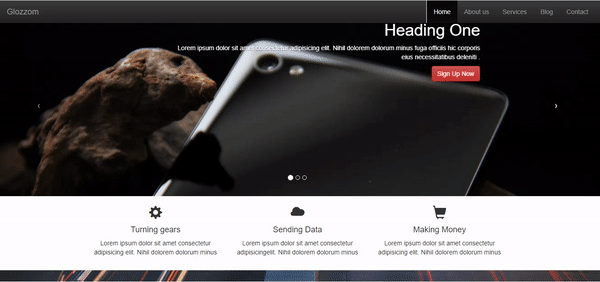 Glozzom
Home About us Services Blog Contact
Heading One
Lorem ipsum dolor sit amet consectetur adipisicing elit. Nihil dolorem dolorum minus fuga officiis hic corporis
eius necessitatibus deleniti .
Sign Up Now
Turning gears
Lorem ipsum dolor sit amet consectetur
adipisicing elit. Nihil dolorem dolorum minus
Sending Data
Lorem ipsum dolor sit amet consectetur
adipisicingelit. Nihil dolorem dolorum minus
Making Money
Lorem ipsum dolor sit amet consectetur
adipisicing elit. Nihil dolorem dolorum minus